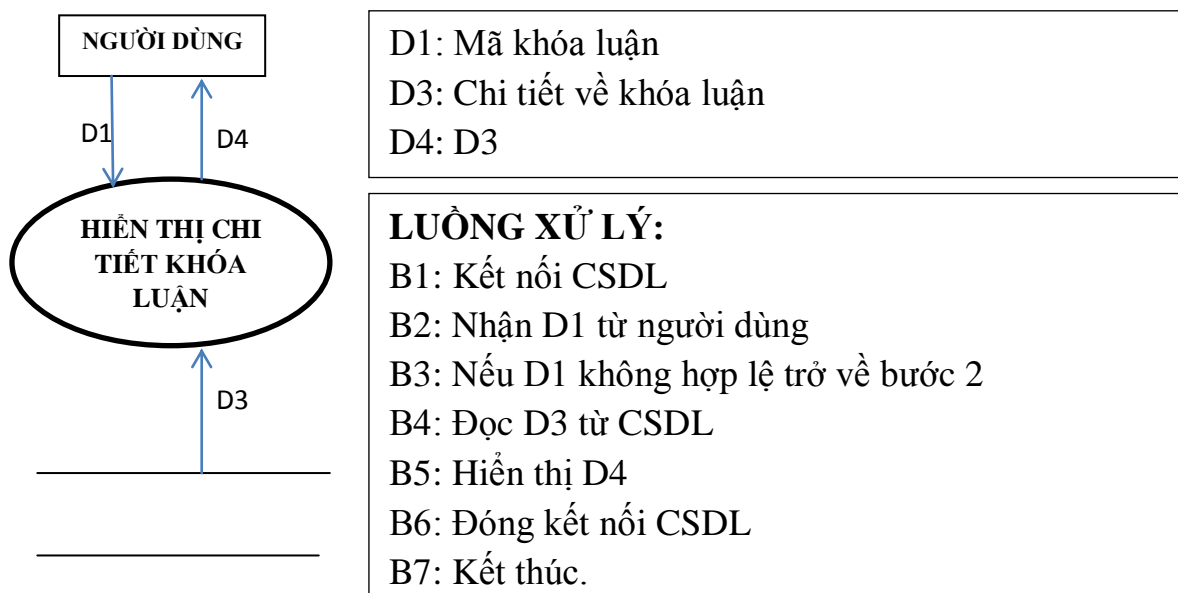 NGƯỜI DÙNG
D1
D4
HIỂN THỊ CHI
TIẾT KHÓA
LUẬN
D3
D1: Mã khóa luận
D3: Chi tiết về khóa luận
D4: D3
LUỒNG XỬ LÝ:
B1: Kết nối CSDL
B2: Nhận D1 từ người dùng
B3: Nếu D1 không hợp lệ trở về bước 2
B4: Đọc D3 từ CSDL
B5: Hiển thị D4
B6: Đóng kết nối CSDL
B7: Kết thúc.